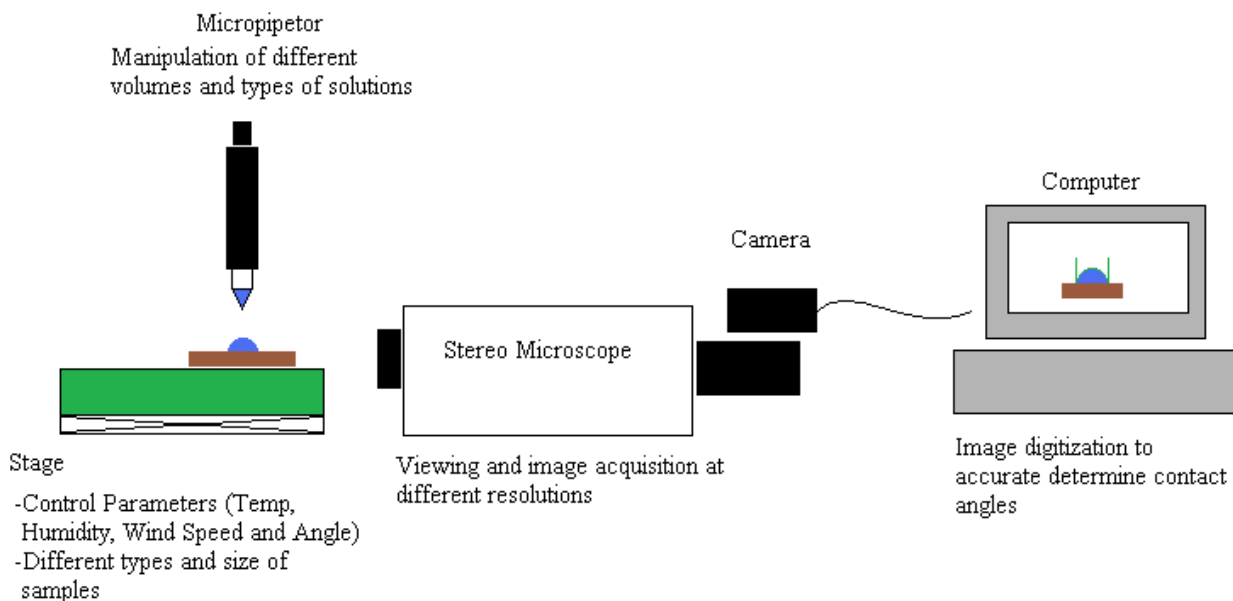 Micropipetor
Manipulation of different
volumes and types of solutions
Computer
Camera
Stereo Microscope
Stage
-Control Parameters (Temp,
Humidity, Wind Speed and Angle)
-Different types and size of
samples
Viewing and image acquisition at
different resolutions
Image digitization to
accurate determine contact
angles